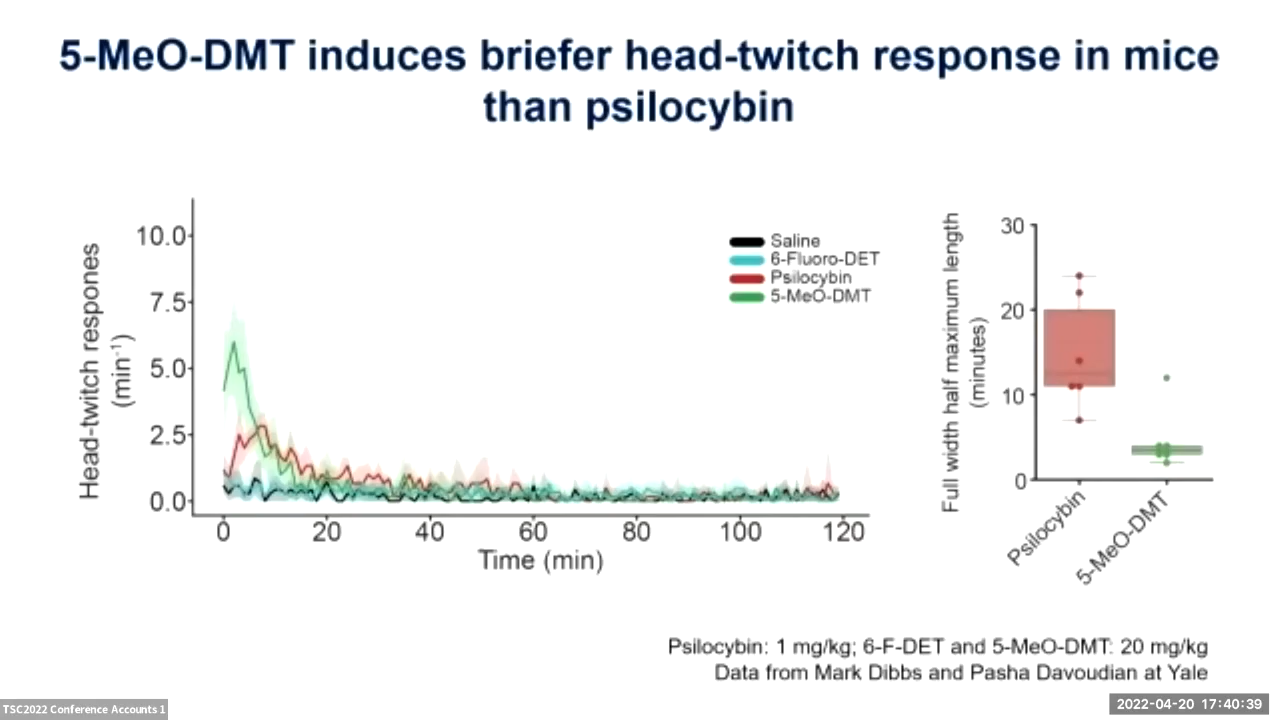 5-MeO-DMT induces briefer head-twitch response in mice
than psilocybin
Head-twitch respones
(min⁻¹)
10.0
7.5
5.0
2.5
0.0
0 20 40 60 80 100 120
Time (min)
Saline
6-Fluoro-DET
Psilocybin
5-MeO-DMT
Full width half maximum length
(minutes)
30
20
10
0
Psilocybin
5-MeO-DMT
Psilocybin: 1 mg/kg; 6-F-DET and 5-MeO-DMT: 20 mg/kg
Data from Mark Dibbs and Pasha Davoudian at Yale
TSC2022 Conference Accounts 1
2022-04-20 17:40:39